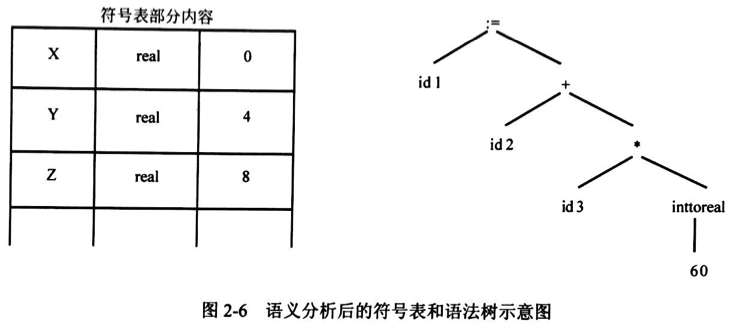 符号表部分内容
X real 0
Y real 4
Z real 8
:=
id 1
+
id 2
*
id 3
inttoreal
60
图 2-6 语义分析后的符号表和语法树示意图